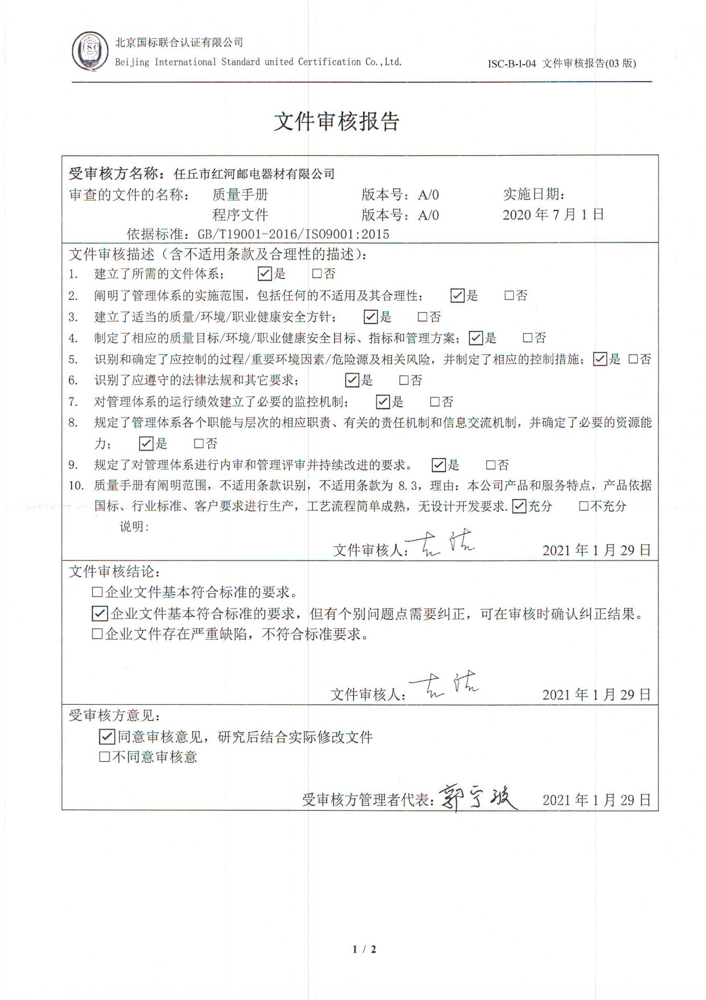 ISC
北京国标联合认证有限公司
Beijing International Standard united Certification Co.,Ltd.
ISC-B-I-04 文件审核报告(03 版)
文件审核报告
受审核方名称：任丘市红河邮电器材有限公司
审查的文件的名称： 质量手册 版本号：A/0 实施日期：
程序文件 版本号：A/0 2020 年 7 月 1 日
依据标准：GB/T19001-2016/ISO9001:2015
文件审核描述（含不适用条款及合理性的描述）：
1. 建立了所需的文件体系； ☑是 □否
2. 阐明了管理体系的实施范围，包括任何的不适用及其合理性； ☑是 □否
3. 建立了适当的质量/环境/职业健康安全方针； ☑是 □否
4. 制定了相应的质量目标/环境/职业健康安全目标、指标和管理方案；☑是 □否
5. 识别和确定了应控制的过程/重要环境因素/危险源及相关风险，并制定了相应的控制措施；☑是 □否
6. 识别了应遵守的法律法规和其它要求； ☑是 □否
7. 对管理体系的运行绩效建立了必要的监控机制； ☑是 □否
8. 规定了管理体系各个职能与层次的相应职责、有关的责任机制和信息交流机制，并确定了必要的资源能
力； ☑是 □否
9. 规定了对管理体系进行内审和管理评审并持续改进的要求。 ☑是 □否
10. 质量手册有阐明范围，不适用条款识别，不适用条款为 8.3，理由：本公司产品和服务特点，产品依据
国标、行业标准、客户要求进行生产，工艺流程简单成熟，无设计开发要求.☑充分 □不充分
说明：
文件审核人： 2021 年 1 月 29 日
文件审核结论：
□企业文件基本符合标准的要求。
☑企业文件基本符合标准的要求，但有个别问题点需要纠正，可在审核时确认纠正结果。
□企业文件存在严重缺陷，不符合标准要求。
文件审核人： 2021 年 1 月 29 日
受审核方意见：
☑同意审核意见，研究后结合实际修改文件
□不同意审核意
受审核方管理者代表：郭宁波 2021 年 1 月 29 日
1 / 2